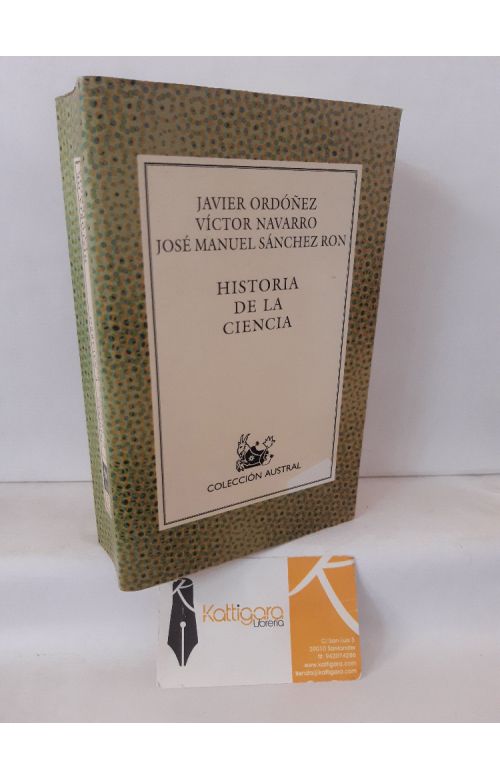 JAVIER ORDÓÑEZ
VÍCTOR NAVARRO
JOSÉ MANUEL SÁNCHEZ RON
HISTORIA
DE LA
CIENCIA
COLECCIÓN AUSTRAL
Kattigara
Librería
C/ San Luis 5
39010 Santander
www.kattigara.com